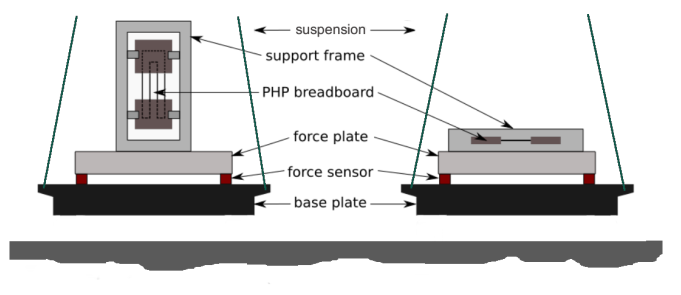 suspension
support frame
PHP breadboard
force plate
force sensor
base plate